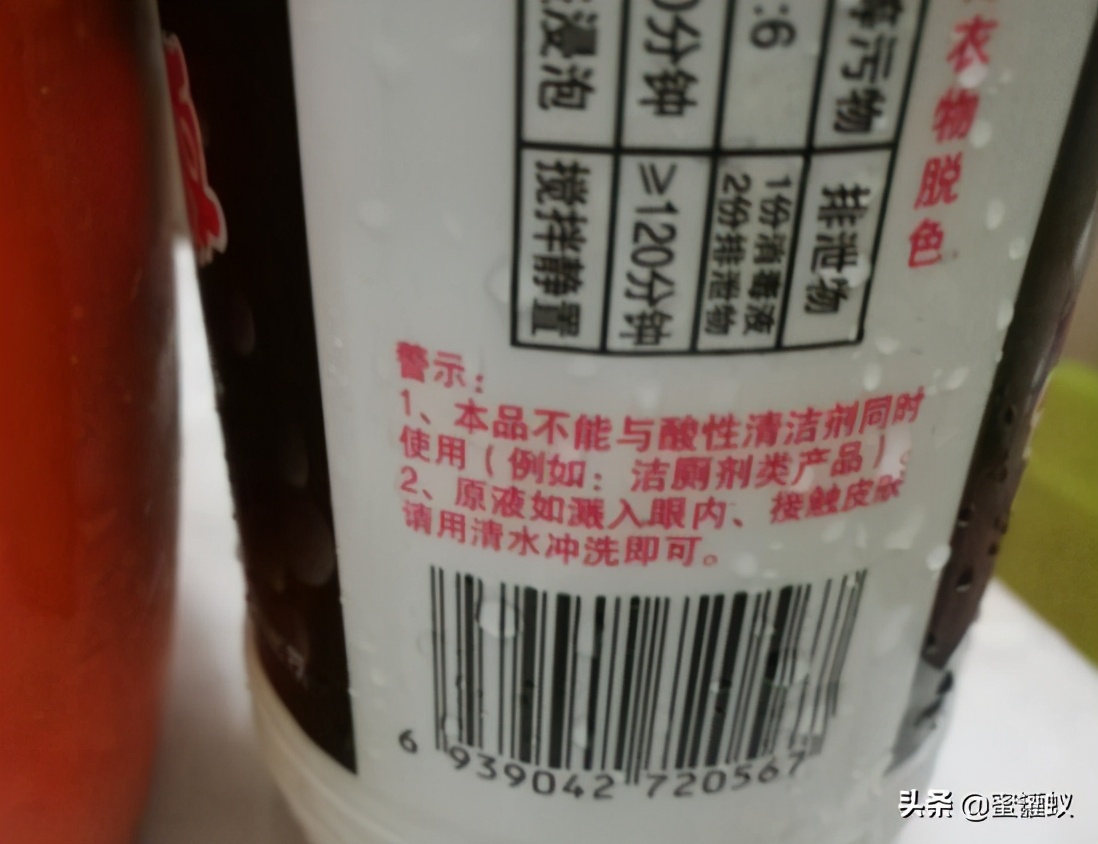 衣物脱色
等污物
:6
0分钟
浸泡
排泄物
1份消毒液
2份排泄物
≥120分钟
搅拌静置
警示:
1、本品不能与酸性清洁剂同时
使用(例如:洁厕剂类产品)。
2、原液如溅入眼内、接触皮肤
请用清水冲洗即可。
6 939042 720567
头条 @蜜罐蚁